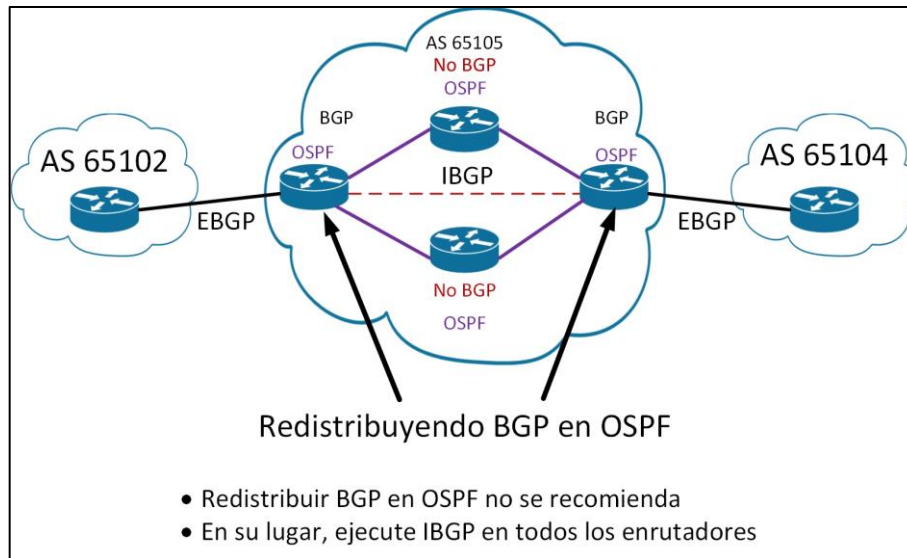 AS 65105
No BGP
OSPF
BGP
BGP
OSPF
OSPF
AS 65102
AS 65104
IBGP
EBGP
EBGP
No BGP
OSPF
Redistribuyendo BGP en OSPF
• Redistribuir BGP en OSPF no se recomienda
• En su lugar, ejecute IBGP en todos los enrutadores